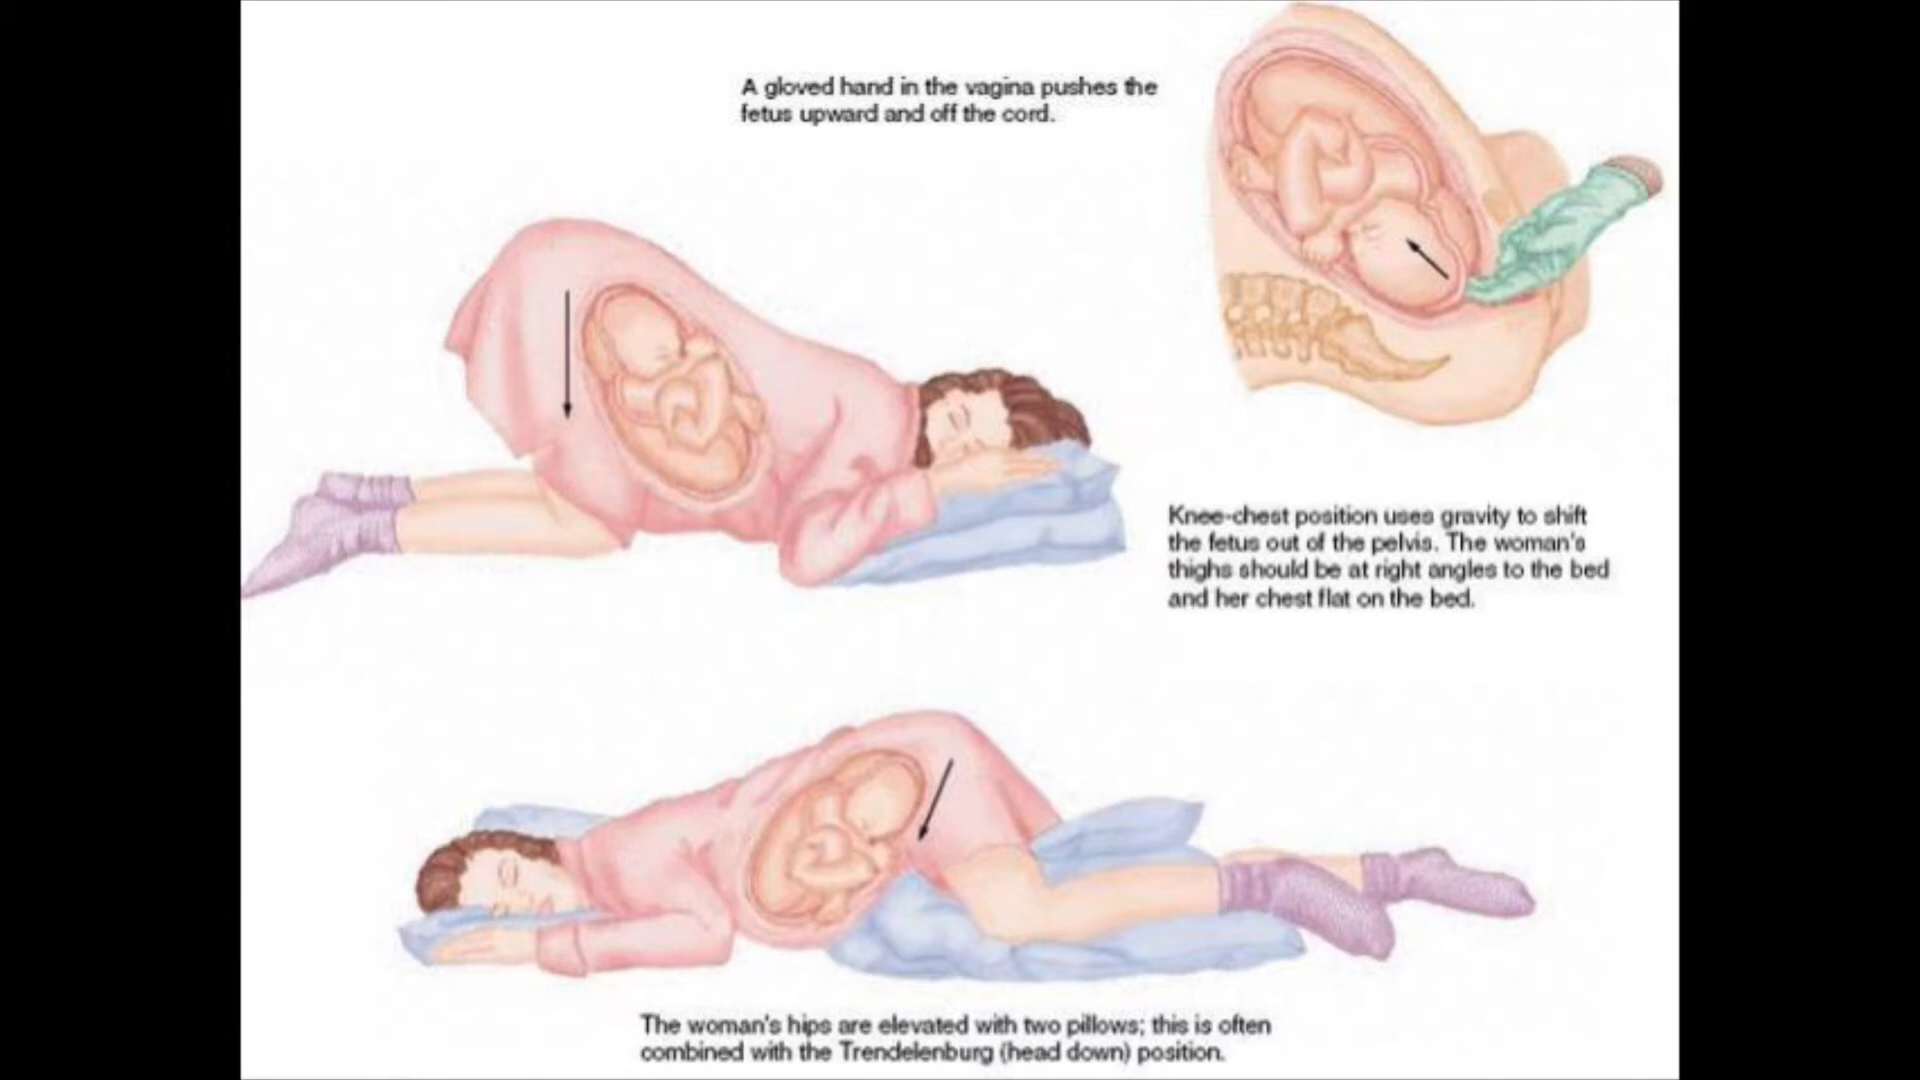 A gloved hand in the vagina pushes the
fetus upward and off the cord.
Knee-chest position uses gravity to shift
the fetus out of the pelvis. The woman's
thighs should be at right angles to the bed
and her chest flat on the bed.
The woman's hips are elevated with two pillows; this is often
combined with the Trendelenburg (head down) position.